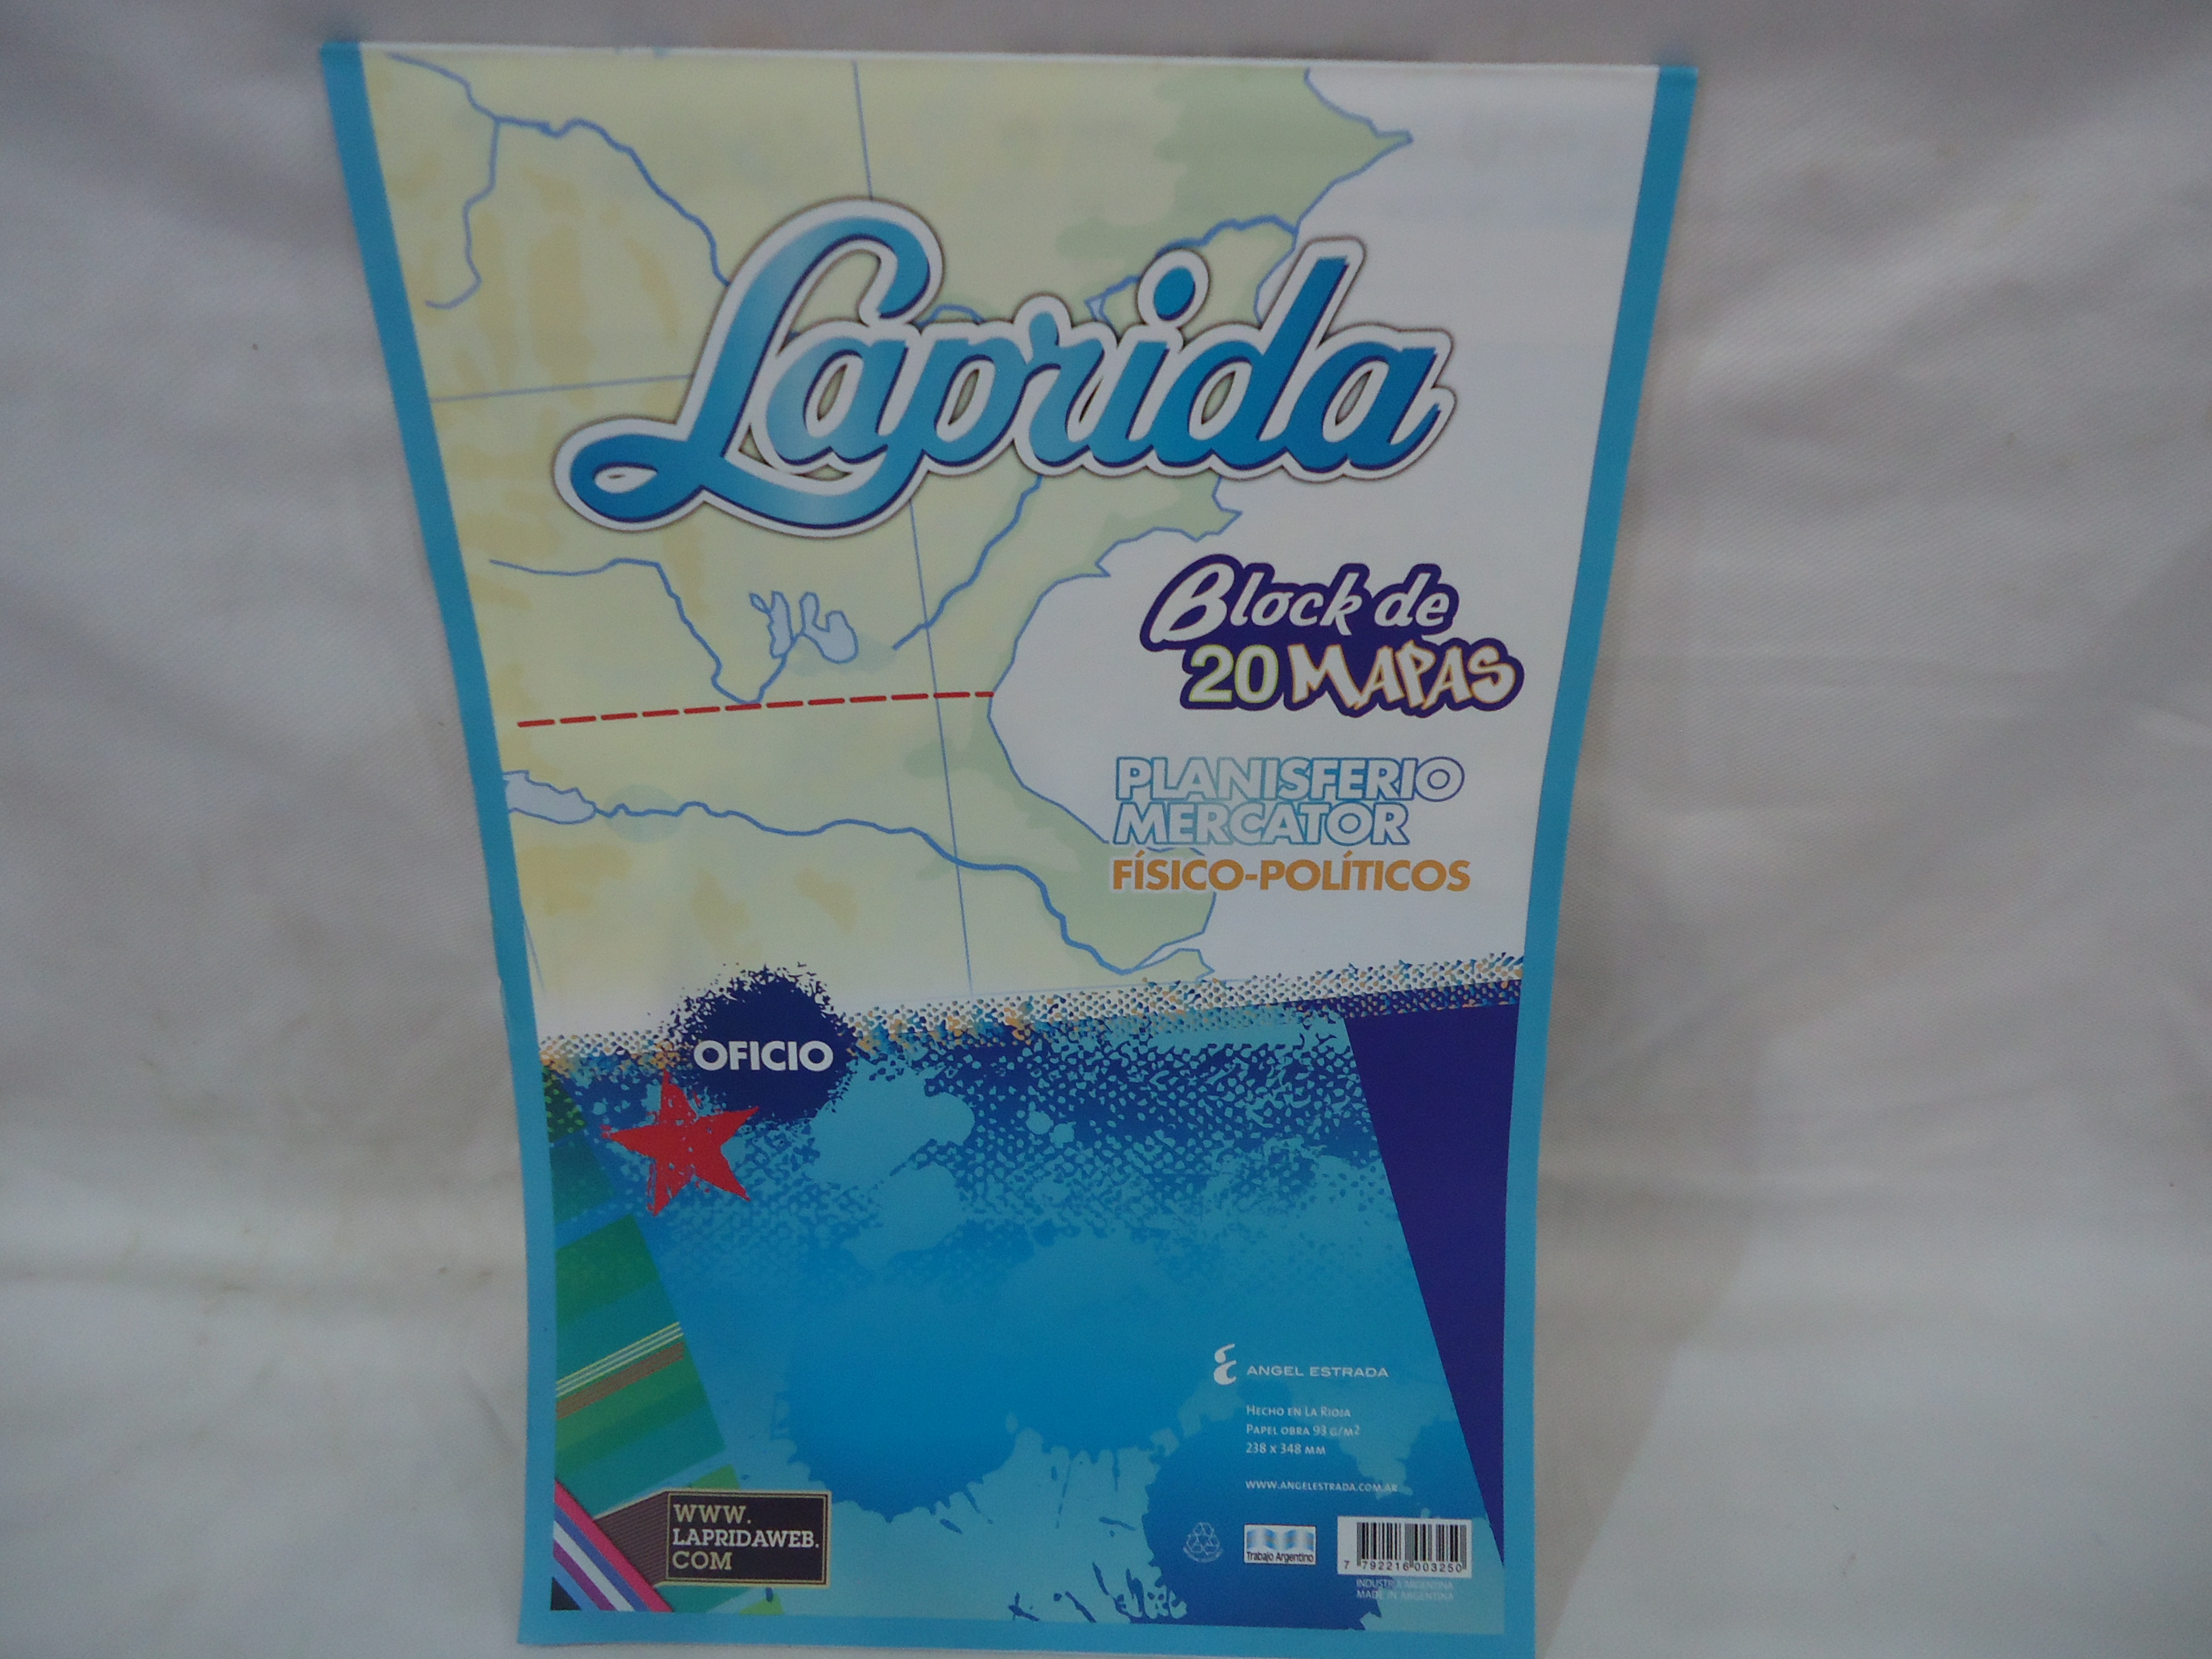 Laprida
Block de
20 MAPAS
PLANISFERIO
MERCATOR
FÍSICO-POLÍTICOS
OFICIO
ANGEL ESTRADA
HECHO EN LA RIOJA
PAPEL OBRA 93 G/M²
238 X 348 MM
WWW.ANGELESTRADA.COM.AR
WWW.
LAPRIDAWEB.
COM
Trabajo Argentino
7 792216 003250
INDUSTRIA ARGENTINA
MADE IN ARGENTINA